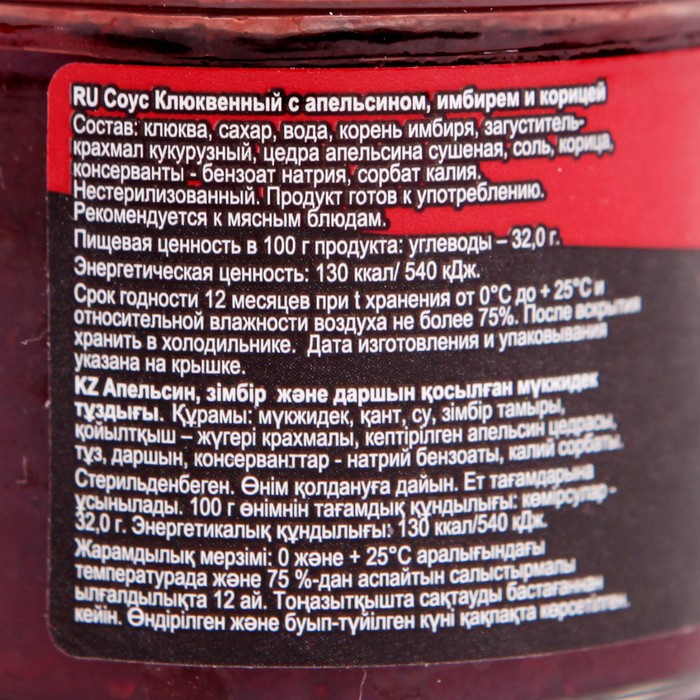 RU Соус Клюквенный с апельсином, имбирем и корицей
Состав: клюква, сахар, вода, корень имбиря, загуститель-
крахмал кукурузный, цедра апельсина сушеная, соль, корица,
консерванты - бензоат натрия, сорбат калия.
Нестерилизованный. Продукт готов к употреблению.
Рекомендуется к мясным блюдам.
Пищевая ценность в 100 г продукта: углеводы – 32,0 г.
Энергетическая ценность: 130 ккал/ 540 кДж.
Срок годности 12 месяцев при t хранения от 0°С до + 25°С и
относительной влажности воздуха не более 75%. После вскрытия
хранить в холодильнике. Дата изготовления и упаковывания
указана на крышке.
KZ Апельсин, зімбір және даршын қосылған мүкжидек
тұздығы. Құрамы: мүкжидек, қант, су, зімбір тамыры,
қойылтқыш – жүгері крахмалы, кептірілген апельсин цедрасы,
тұз, даршын, консерванттар - натрий бензоаты, калий сорбаты.
Стерильденбеген. Өнім қолдануға дайын. Ет тағамдарына
ұсынылады. 100 г өнімнін тағамдық құндылығы: көмірсулар -
32,0 г. Энергетикалық құндылығы: 130 ккал/540 кДж.
Жарамдылық мерзімі: 0 және + 25°С аралығындағы
температурада және 75 %-дан аспайтын салыстырмалы
ылғалдылықта 12 ай. Тоңазытқышта сақтауды бастағаннан
кейін. Өндірілген және буып-түйілген күні қақпақта көрсетілген.